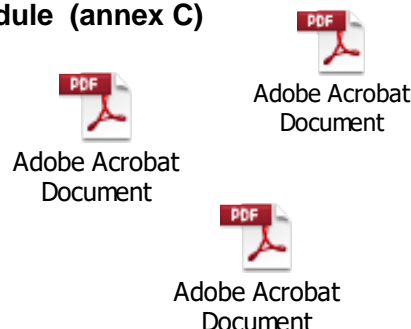 dule (annex C)
PDF
Adobe Acrobat
Document
PDF
Adobe Acrobat
Document
PDF
Adobe Acrobat
Document